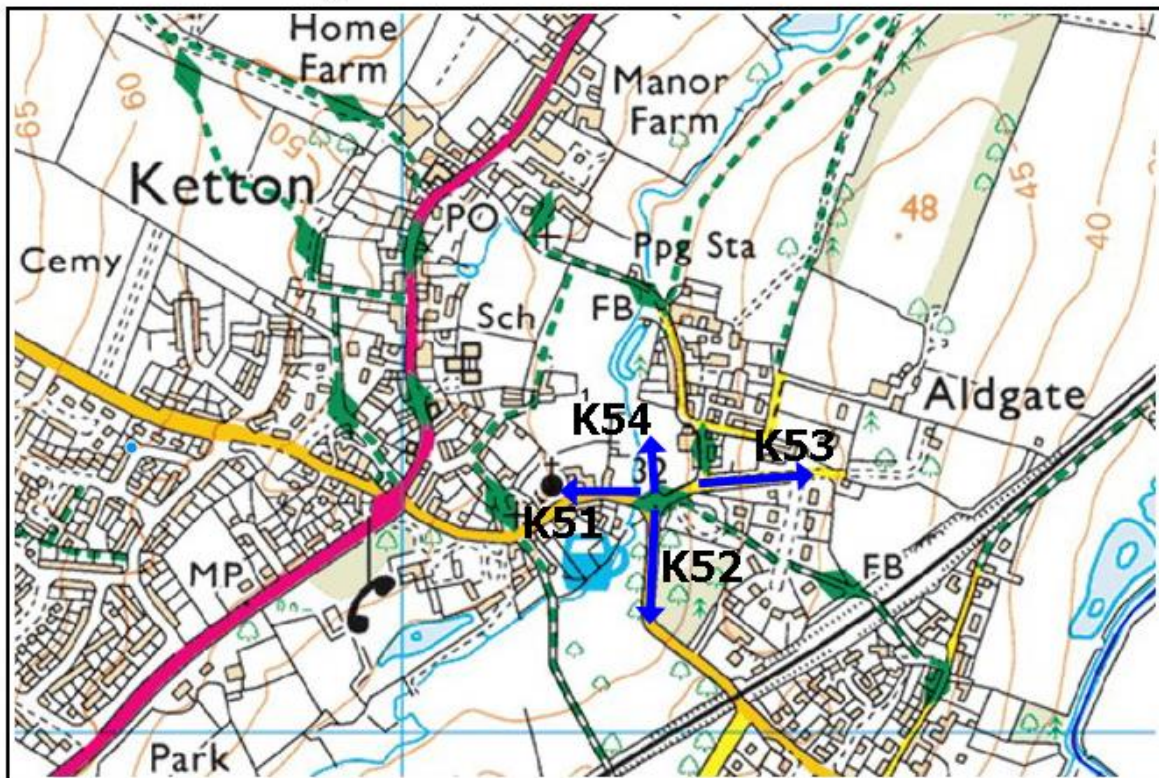 Home
Farm
Manor
Farm
65
60
50
Ketton
PO
48
45
40
Cemy
Ppg Sta
Sch
FB
Aldgate
K54
K53
32
K51
K52
FB
MP
Park